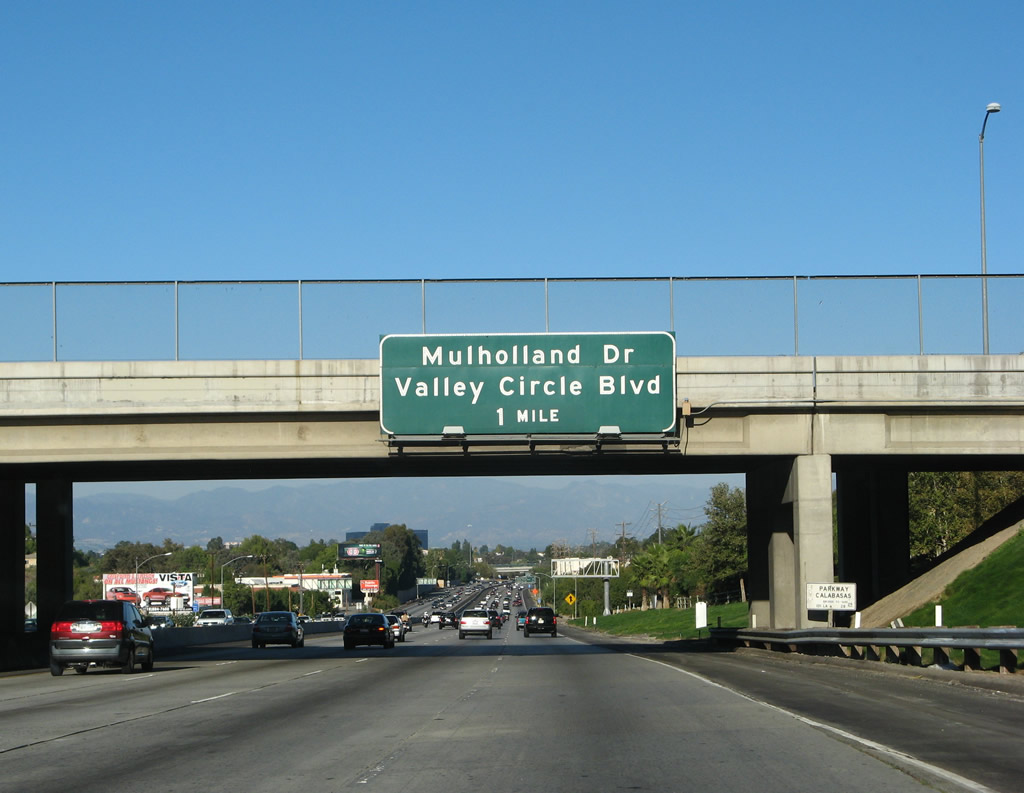 Mulholland Dr
Valley Circle Blvd
1 MILE
VISTA
PARKWAY
CALABASAS